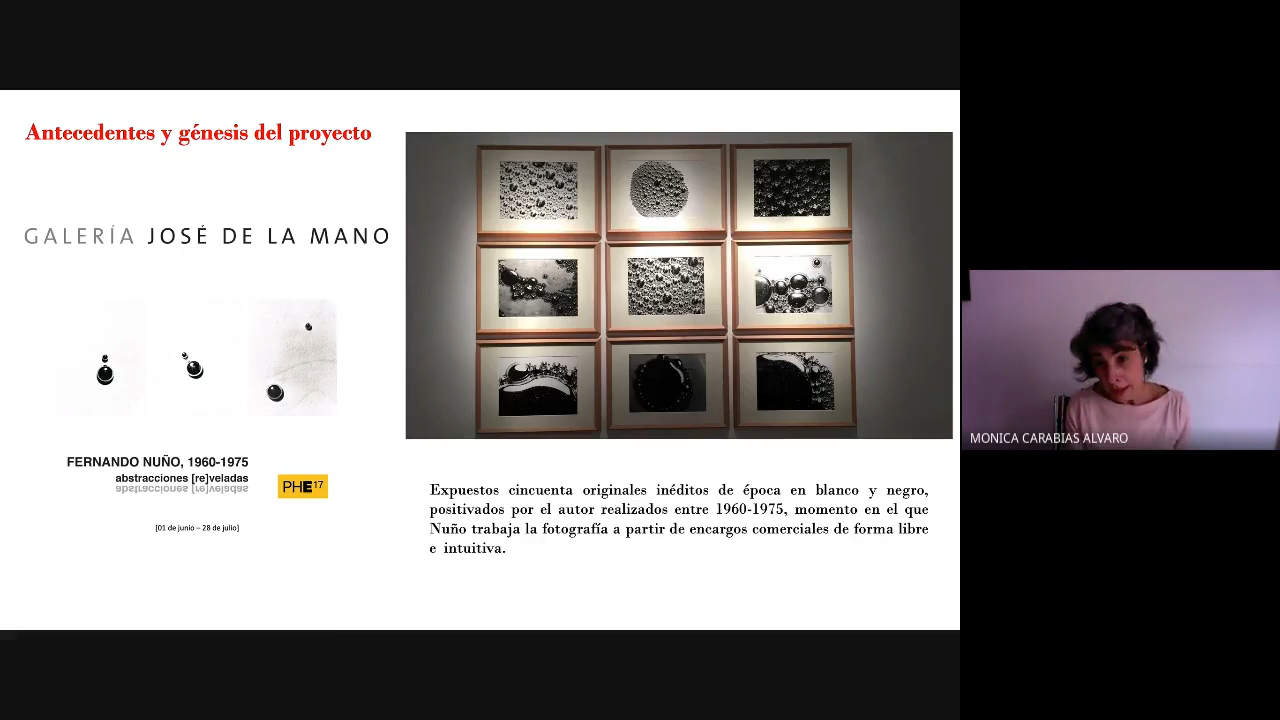 Antecedentes y génesis del proyecto
GALERÍA JOSÉ DE LA MANO
FERNANDO NUÑO, 1960-1975
abstracciones [re]veladas
abstracciones [re]veladas
PHE17
[01 de junio – 28 de julio]
Expuestos cincuenta originales inéditos de época en blanco y negro,
positivados por el autor realizados entre 1960-1975, momento en el que
Nuño trabaja la fotografía a partir de encargos comerciales de forma libre
e intuitiva.
MONICA CARABIAS ALVARO